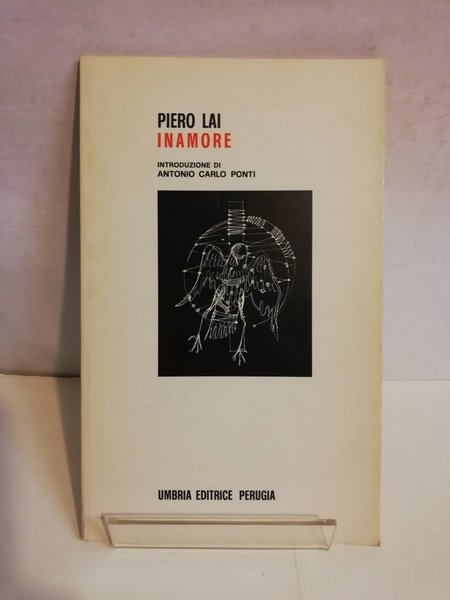 PIERO LAI
INAMORE
INTRODUZIONE DI
ANTONIO CARLO PONTI
UMBRIA EDITRICE PERUGIA